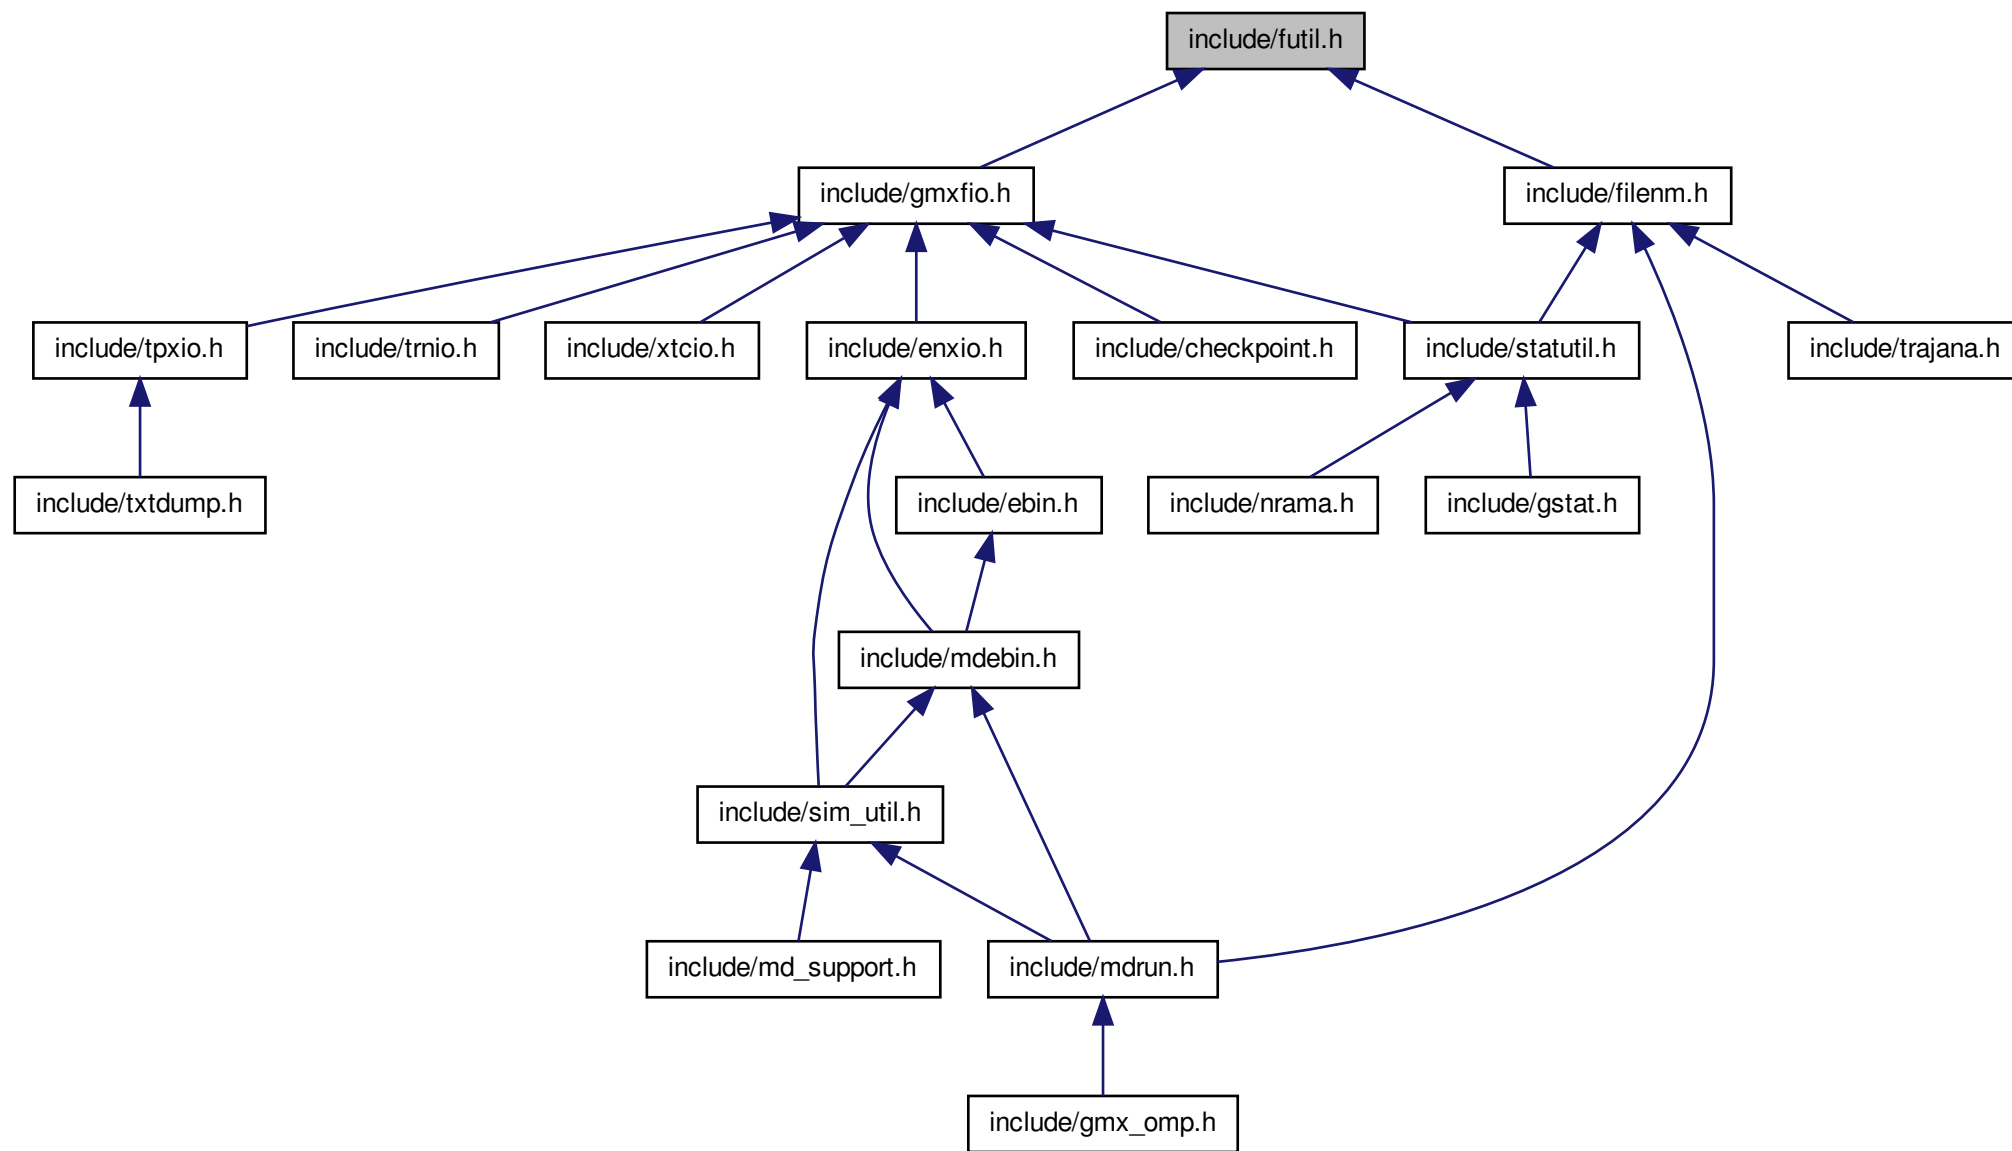 include/futil.h
include/gmxfio.h
include/filenm.h
include/tpxio.h
include/trnio.h
include/xtcio.h
include/enxio.h
include/checkpoint.h
include/statutil.h
include/trajana.h
include/txtdump.h
include/ebin.h
include/nrama.h
include/gstat.h
include/mdebin.h
include/sim_util.h
include/md_support.h
include/mdrun.h
include/gmx_omp.h